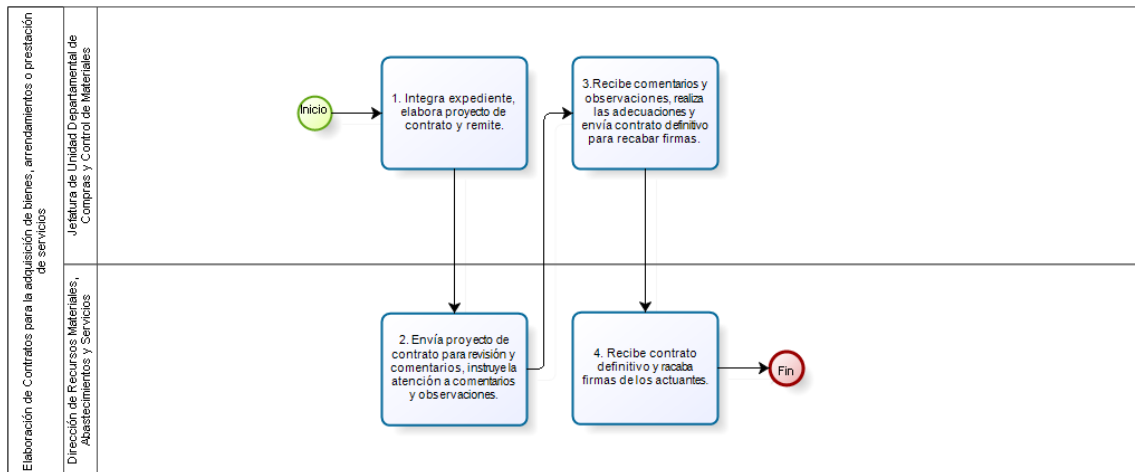 Elaboración de Contratos para la adquisición de bienes, arrendamientos o prestación
de servicios
Jefatura de Unidad Departamental de
Compras y Control de Materiales
Inicio
1. Integra expediente,
elabora proyecto de
contrato y remite.
3.Recibe comentarios y
observaciones, realiza
las adecuaciones y
envía contrato definitivo
para recabar firmas.
Dirección de Recursos Materiales,
Abastecimientos y Servicios
2. Envía proyecto de
contrato para revisión y
comentarios, instruye la
atención a comentarios
y observaciones.
4. Recibe contrato
definitivo y racaba
firmas de los actuantes.
Fin